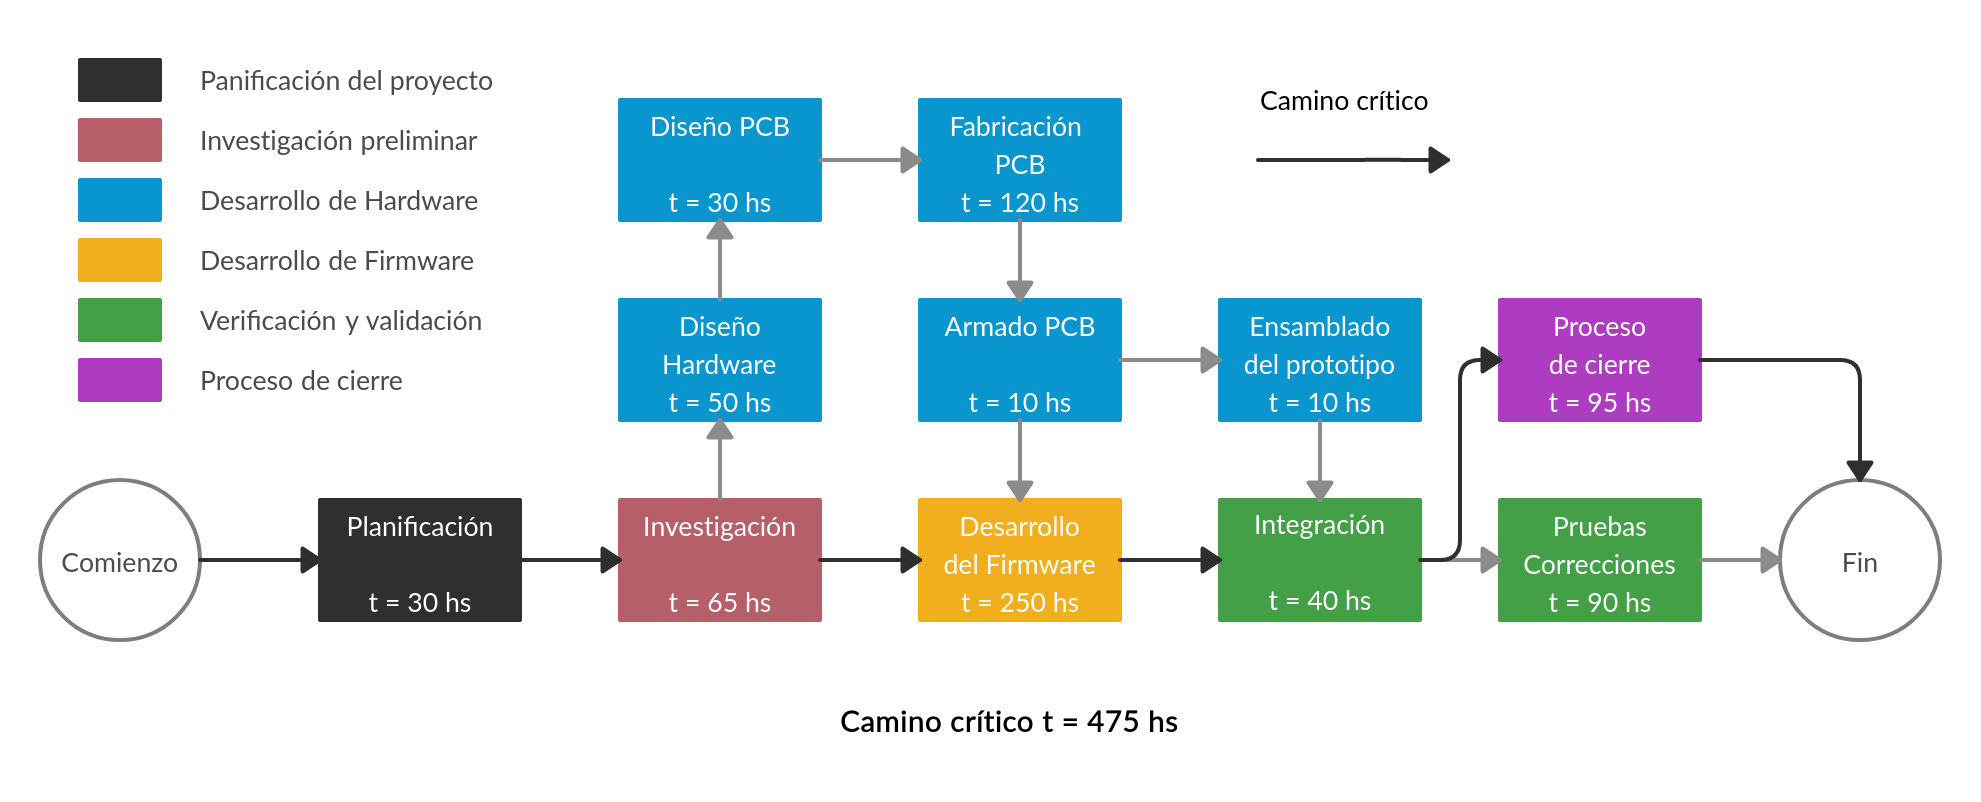 Panificación del proyecto
Investigación preliminar
Desarrollo de Hardware
Desarrollo de Firmware
Verificación y validación
Proceso de cierre
Diseño PCB
t = 30 hs
Fabricación
PCB
t = 120 hs
Camino crítico
Diseño
Hardware
t = 50 hs
Armado PCB
t = 10 hs
Ensamblado
del prototipo
t = 10 hs
Proceso
de cierre
t = 95 hs
Comienzo
Planificación
t = 30 hs
Investigación
t = 65 hs
Desarrollo
del Firmware
t = 250 hs
Integración
t = 40 hs
Pruebas
Correcciones
t = 90 hs
Fin
Camino crítico t = 475 hs